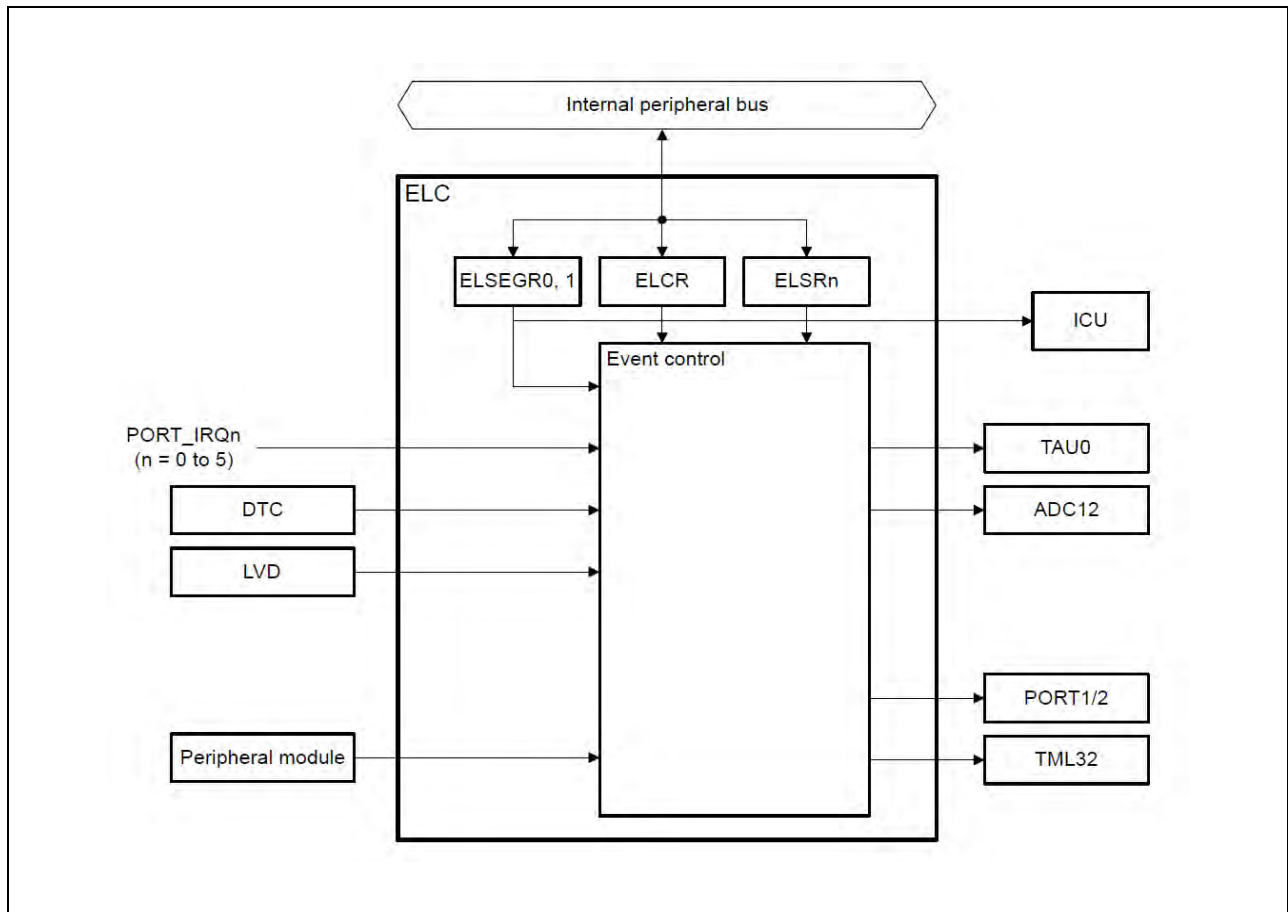 Internal peripheral bus
ELC
ELSEGR0, 1
ELCR
ELSRn
ICU
Event control
PORT_IRQn
(n = 0 to 5)
TAU0
DTC
ADC12
LVD
PORT1/2
Peripheral module
TML32